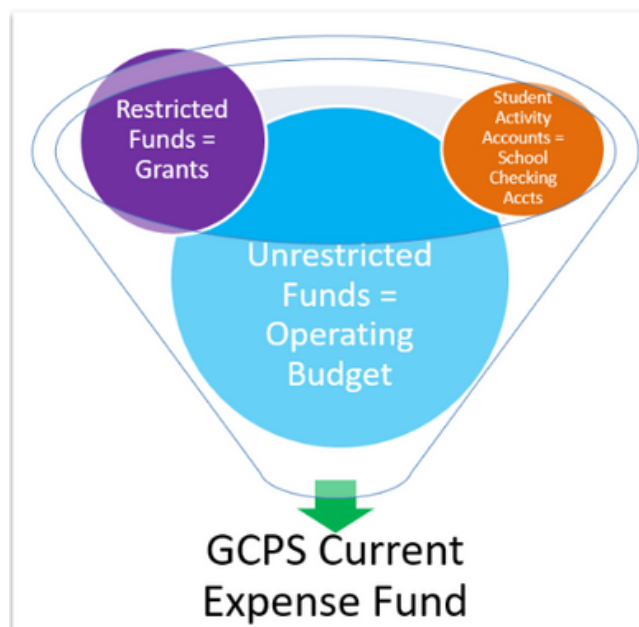 Restricted
Funds =
Grants
Student
Activity
Accounts =
School
Checking
Accts
Unrestricted
Funds =
Operating
Budget
GCPS Current
Expense Fund